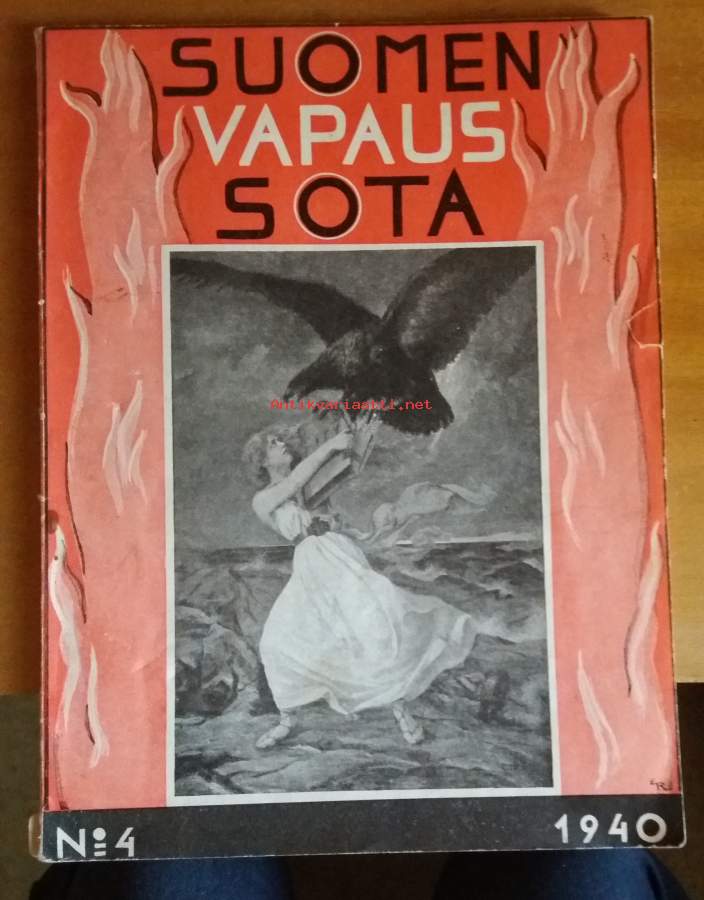 SUOMEN
VAPAUS
SOTA
Antikvariaatti.net
№4
1940